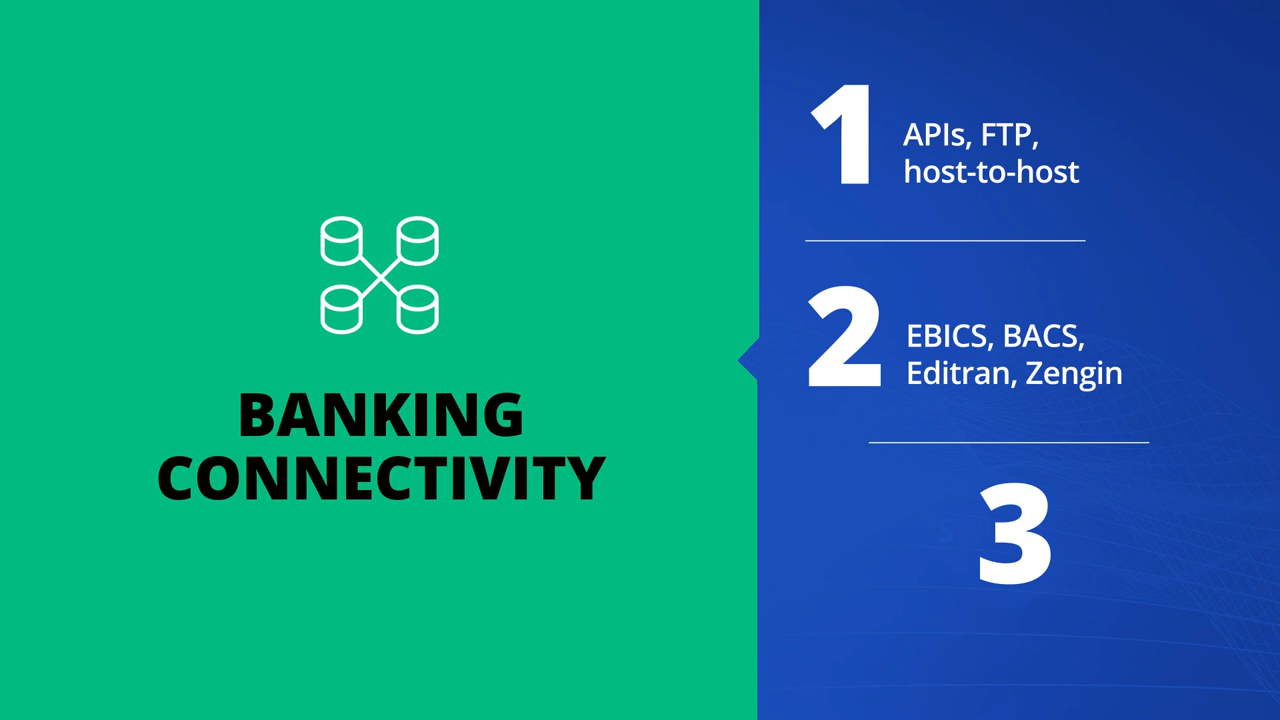 BANKING
CONNECTIVITY
1
APIs, FTP,
host-to-host
2
EBICS, BACS,
Editran, Zengin
3